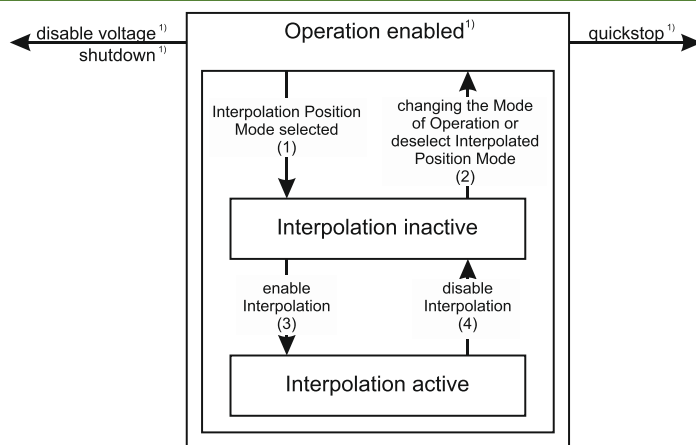 Operation enabled 1)
disable voltage 1)
shutdown 1)
quickstop 1)
Interpolation Position
Mode selected
(1)
changing the Mode
of Operation or
deselect Interpolated
Position Mode
(2)
Interpolation inactive
enable
Interpolation
(3)
disable
Interpolation
(4)
Interpolation active